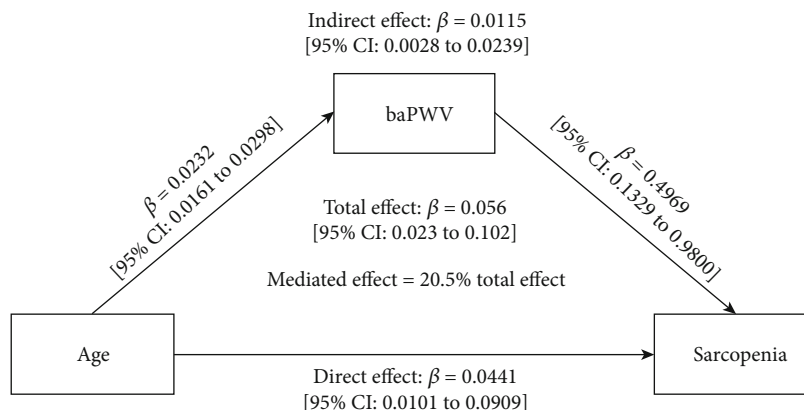 Indirect effect: β = 0.0115
[95% CI: 0.0028 to 0.0239]
baPWV
β = 0.0232
[95% CI: 0.0161 to 0.0298]
β = 0.4969
[95% CI: 0.1329 to 0.9800]
Total effect: β = 0.056
[95% CI: 0.023 to 0.102]
Mediated effect = 20.5% total effect
Age
Sarcopenia
Direct effect: β = 0.0441
[95% CI: 0.0101 to 0.0909]